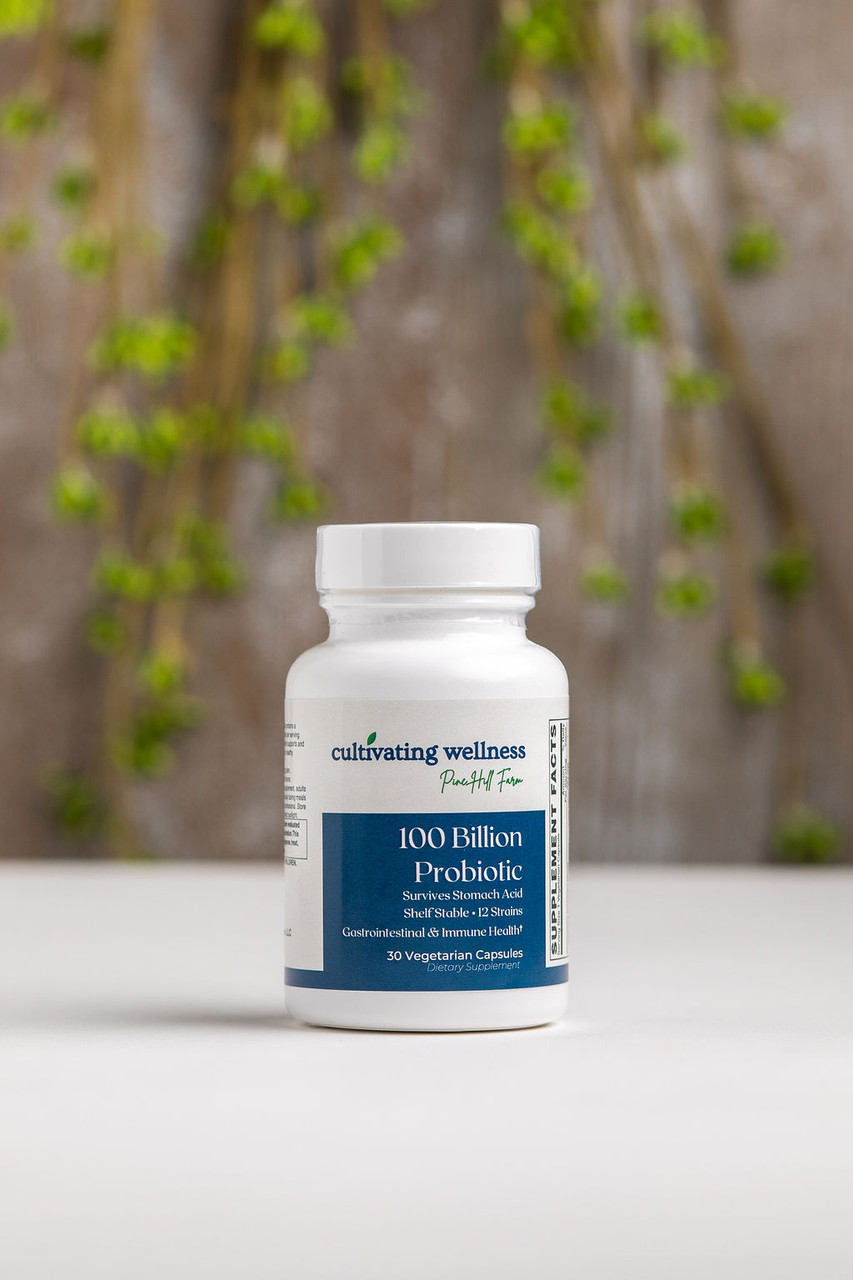 cultivating wellness
Pine Hill Farm
100 Billion
Probiotic
Survives Stomach Acid
Shelf Stable • 12 Strains
Gastrointestinal & Immune Health†
30 Vegetarian Capsules
Dietary Supplement
SUPPLEMENT FACTS